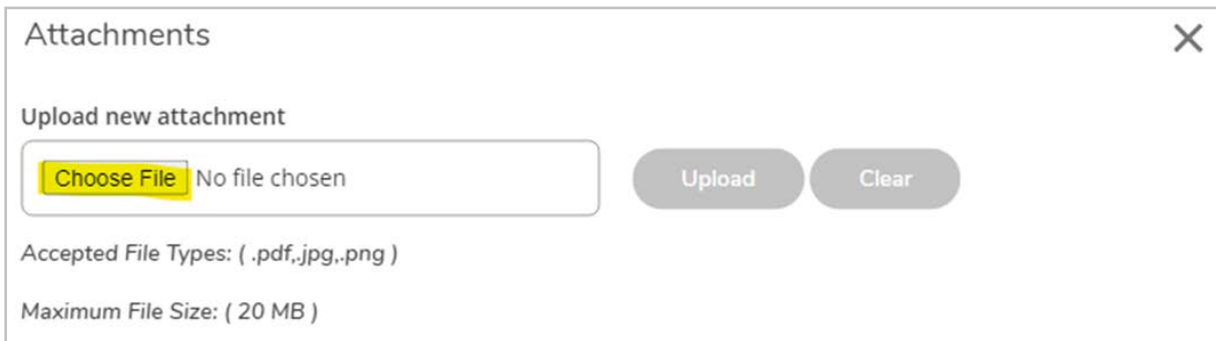 Attachments
Upload new attachment
Choose File No file chosen Upload Clear
Accepted File Types: ( .pdf,.jpg,.png )
Maximum File Size: ( 20 MB )